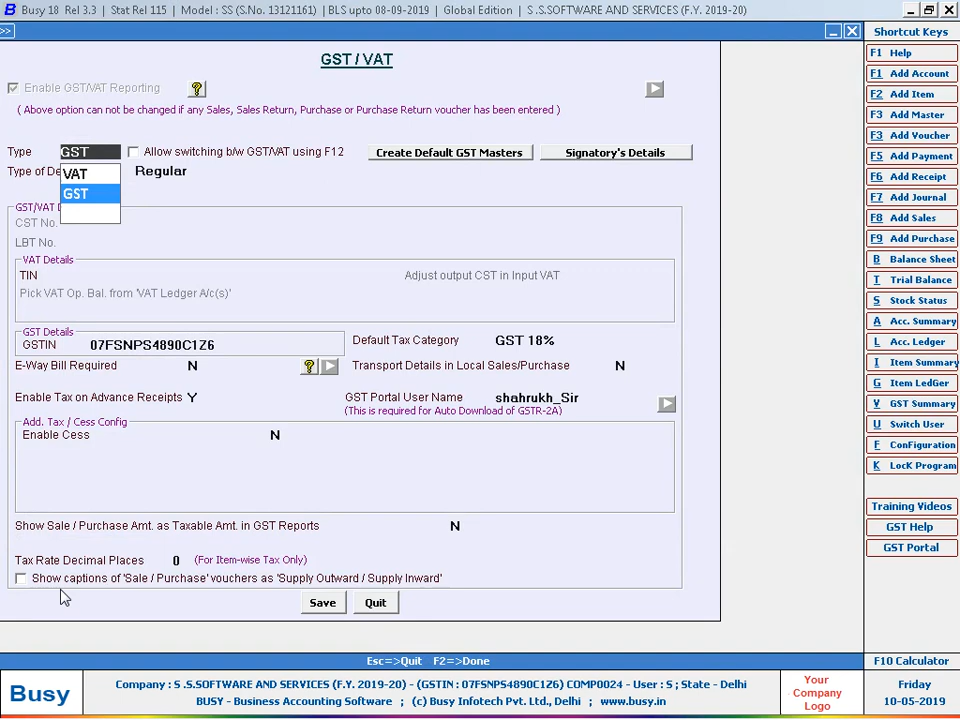 Busy 18 Rel 3.3 | Stat Rel 115 | Model : SS (S.No. 13121161) | BLS upto 08-09-2019 | Global Edition | S .S.SOFTWARE AND SERVICES (F.Y. 2019-20)
>>
Shortcut Keys
GST / VAT
Enable GST/VAT Reporting ?
( Above option can not be changed if any Sales, Sales Return, Purchase or Purchase Return voucher has been entered )
Type GST Allow switching b/w GST/VAT using F12 Create Default GST Masters Signatory's Details
VAT
GST
Type of De Regular
GST/VAT D
CST No.
LBT No.
VAT Details
TIN Adjust output CST in Input VAT
Pick VAT Op. Bal. from 'VAT Ledger A/c(s)'
GST Details
GSTIN 07FSNPS4890C1Z6 Default Tax Category GST 18%
E-Way Bill Required N ? Transport Details in Local Sales/Purchase N
Enable Tax on Advance Receipts Y GST Portal User Name shahrukh_Sir
(This is required for Auto Download of GSTR-2A)
Add. Tax / Cess Config
Enable Cess N
Show Sale / Purchase Amt. as Taxable Amt. in GST Reports N
Tax Rate Decimal Places 0 (For Item-wise Tax Only)
Show captions of 'Sale / Purchase' vouchers as 'Supply Outward / Supply Inward'
Save Quit
F1 Help
F1 Add Account
F2 Add Item
F3 Add Master
F3 Add Voucher
F5 Add Payment
F6 Add Receipt
F7 Add Journal
F8 Add Sales
F9 Add Purchase
B Balance Sheet
T Trial Balance
S Stock Status
A Acc. Summary
L Acc. Ledger
I Item Summary
G Item LedGer
Y GST Summary
U Switch User
F ConFiguration
K LocK Program
Training Videos
GST Help
GST Portal
Esc=>Quit F2=>Done
F10 Calculator
Busy
Company : S .S.SOFTWARE AND SERVICES (F.Y. 2019-20) - (GSTIN : 07FSNPS4890C1Z6) COMP0024 - User : S ; State - Delhi
BUSY - Business Accounting Software ; (c) Busy Infotech Pvt. Ltd., Delhi ; www.busy.in
Your
Company
Logo
Friday
10-05-2019